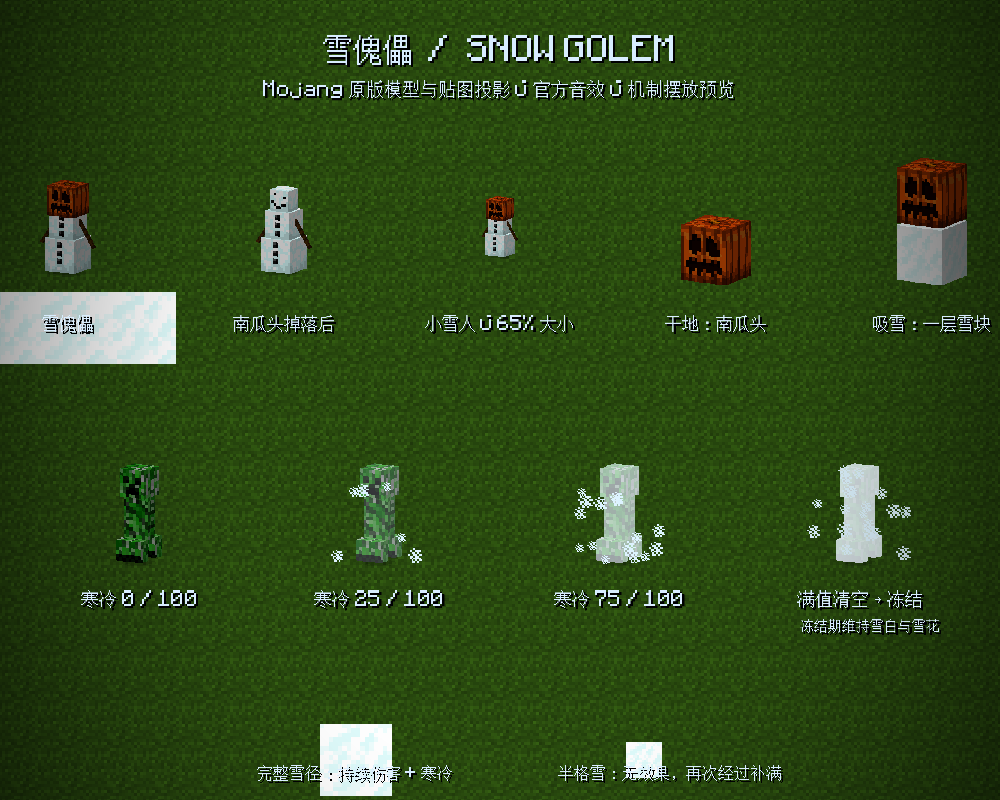 雪傀儡 / SNOW GOLEM
Mojang 原版模型与贴图投影 Ü 官方音效 Ü 机制摆放预览
雪傀儡
南瓜头掉落后
小雪人 Ü 65% 大小
干地：南瓜头
吸雪：一层雪块
寒冷 0 / 100
寒冷 25 / 100
寒冷 75 / 100
满值清空 → 冻结
冻结期维持雪白与雪花
完整雪径：持续伤害 + 寒冷
半格雪：无效果，再次经过补满